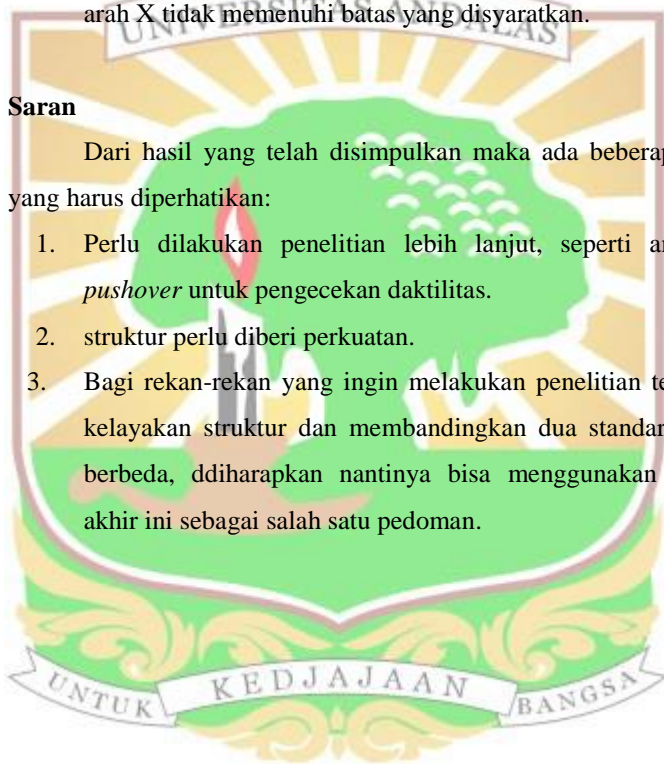 arah X tidak memenuhi batas yang disyaratkan.
UNIVERSITAS ANDALAS
Saran
Dari hasil yang telah disimpulkan maka ada
yang harus diperhatikan:
1. Perlu dilakukan penelitian lebih lanjut, seperti
pushover untuk pengecekan daktilitas.
2. struktur perlu diberi perkuatan.
3. Bagi rekan-rekan yang ingin melakukan penelitian
kelayakan struktur dan membandingkan dua standar
berbeda, ddiharapkan nantinya bisa menggunakan
akhir ini sebagai salah satu pedoman.
UNTUK KEDJAJAAN BANGSA